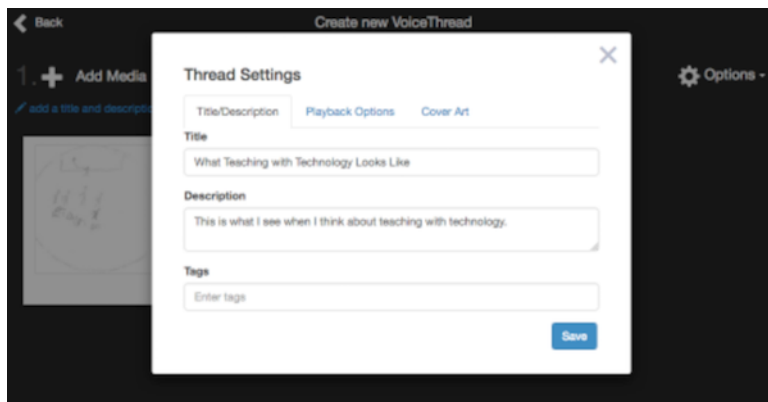 Back
Create new VoiceThread
1. Add Media
Options
add a title and descriptio
Thread Settings
Title/Description
Playback Options
Cover Art
Title
What Teaching with Technology Looks Like
Description
This is what I see when I think about teaching with technology.
Tags
Enter tags
Save